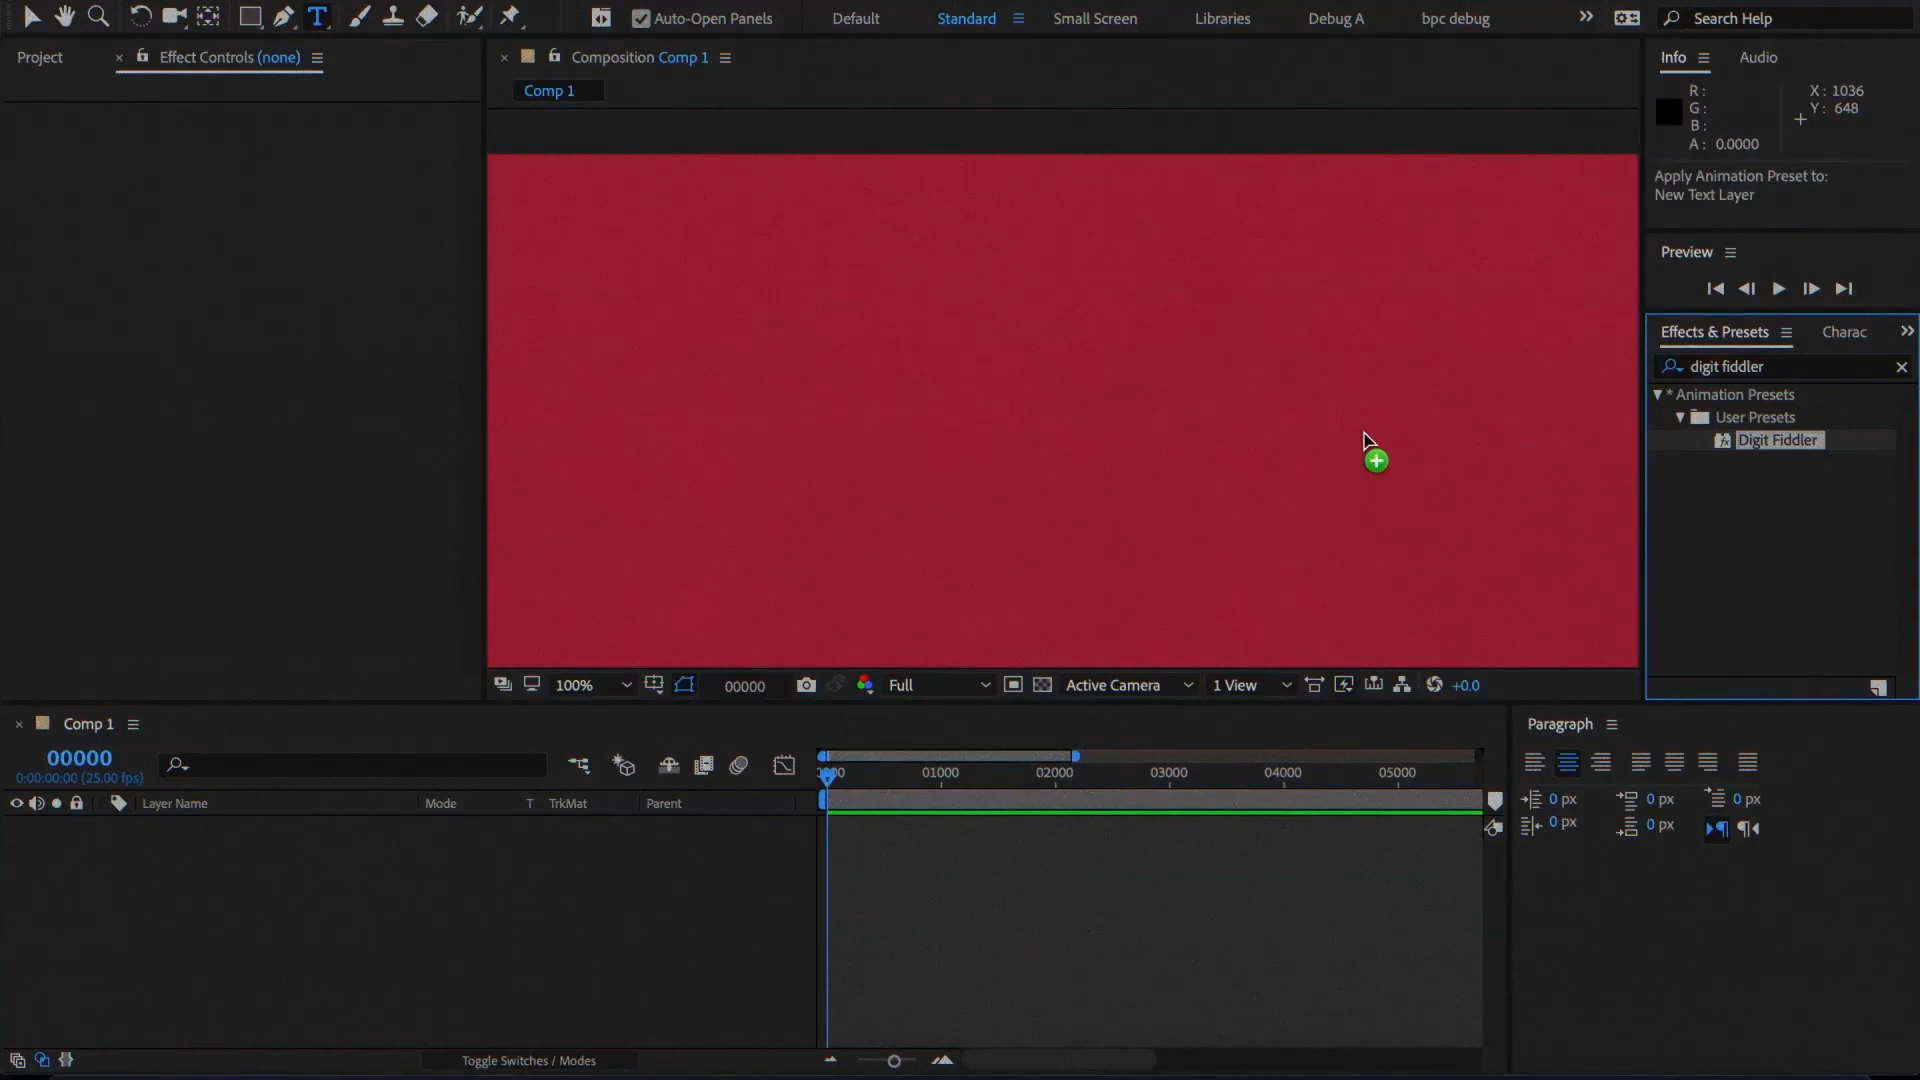 Auto-Open Panels
Default
Standard
Small Screen
Libraries
Debug A
bpc debug
Search Help
Project
Effect Controls (none)
Composition Comp 1
Info
Audio
Comp 1
R :
G :
B :
A : 0.0000
X : 1036
Y : 648
Apply Animation Preset to:
New Text Layer
Preview
Effects & Presets
Charac
digit fiddler
* Animation Presets
User Presets
Digit Fiddler
100%
00000
Full
Active Camera
1 View
+0.0
Comp 1
00000
0:00:00:00 (25.00 fps)
01000
02000
03000
04000
05000
Layer Name
Mode
T
TrkMat
Parent
Paragraph
0 px
0 px
0 px
0 px
0 px
Toggle Switches / Modes